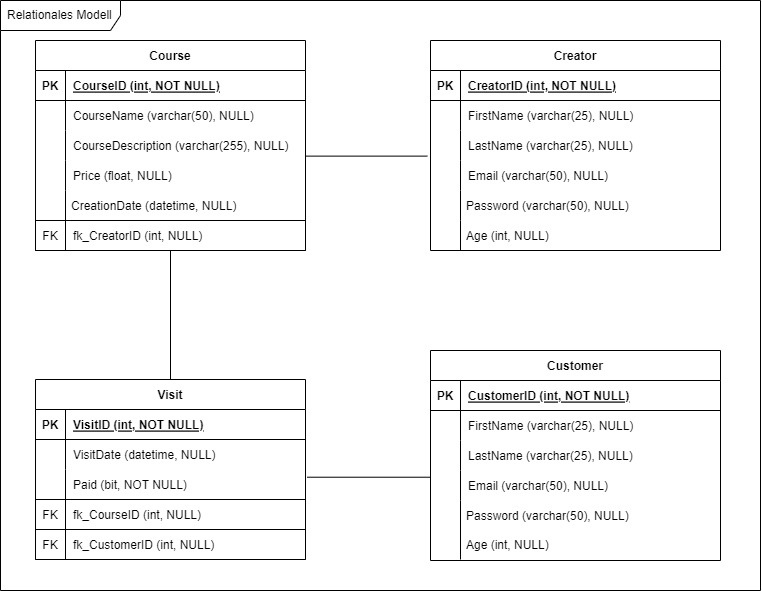 Relationales Modell
Course
PK CourseID (int, NOT NULL)
CourseName (varchar(50), NULL)
CourseDescription (varchar(255), NULL)
Price (float, NULL)
CreationDate (datetime, NULL)
FK fk_CreatorID (int, NULL)
Creator
PK CreatorID (int, NOT NULL)
FirstName (varchar(25), NULL)
LastName (varchar(25), NULL)
Email (varchar(50), NULL)
Password (varchar(50), NULL)
Age (int, NULL)
Visit
PK VisitID (int, NOT NULL)
VisitDate (datetime, NULL)
Paid (bit, NOT NULL)
FK fk_CourseID (int, NULL)
FK fk_CustomerID (int, NULL)
Customer
PK CustomerID (int, NOT NULL)
FirstName (varchar(25), NULL)
LastName (varchar(25), NULL)
Email (varchar(50), NULL)
Password (varchar(50), NULL)
Age (int, NULL)